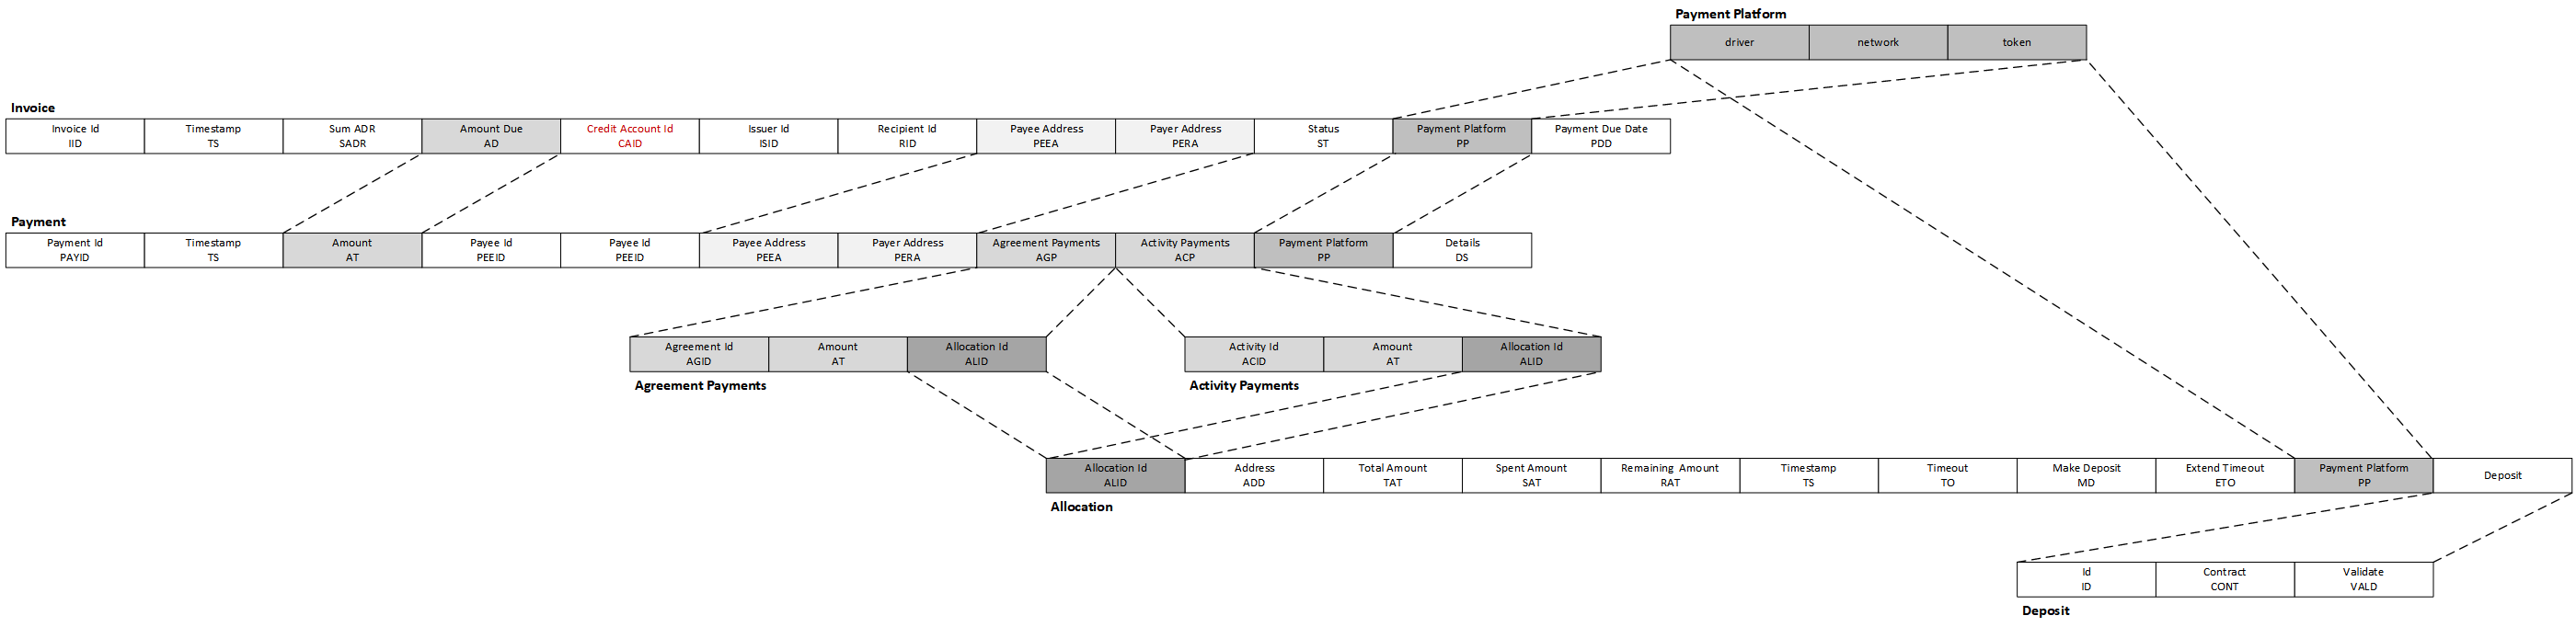 Payment Platform
driver network token
Invoice
Invoice Id Timestamp Sum ADR Amount Due Credit Account Id Issuer Id Recipient Id Payee Address Payer Address Status Payment Platform Payment Due Date
IID TS SADR AD CAID ISID RID PEEA PERA ST PP PDD
Payment
Payment Id Timestamp Amount Payee Id Payee Id Payee Address Payer Address Agreement Payments Activity Payments Payment Platform Details
PAYID TS AT PEEID PEEID PEEA PERA AGP ACP PP DS
Agreement Id Amount Allocation Id Activity Id Amount Allocation Id
AGID AT ALID ACID AT ALID
Agreement Payments Activity Payments
Allocation Id Address Total Amount Spent Amount Remaining Amount Timestamp Timeout Make Deposit Extend Timeout Payment Platform Deposit
ALID ADD TAT SAT RAT TS TO MD ETO PP
Allocation
Id Contract Validate
ID CONT VALD
Deposit